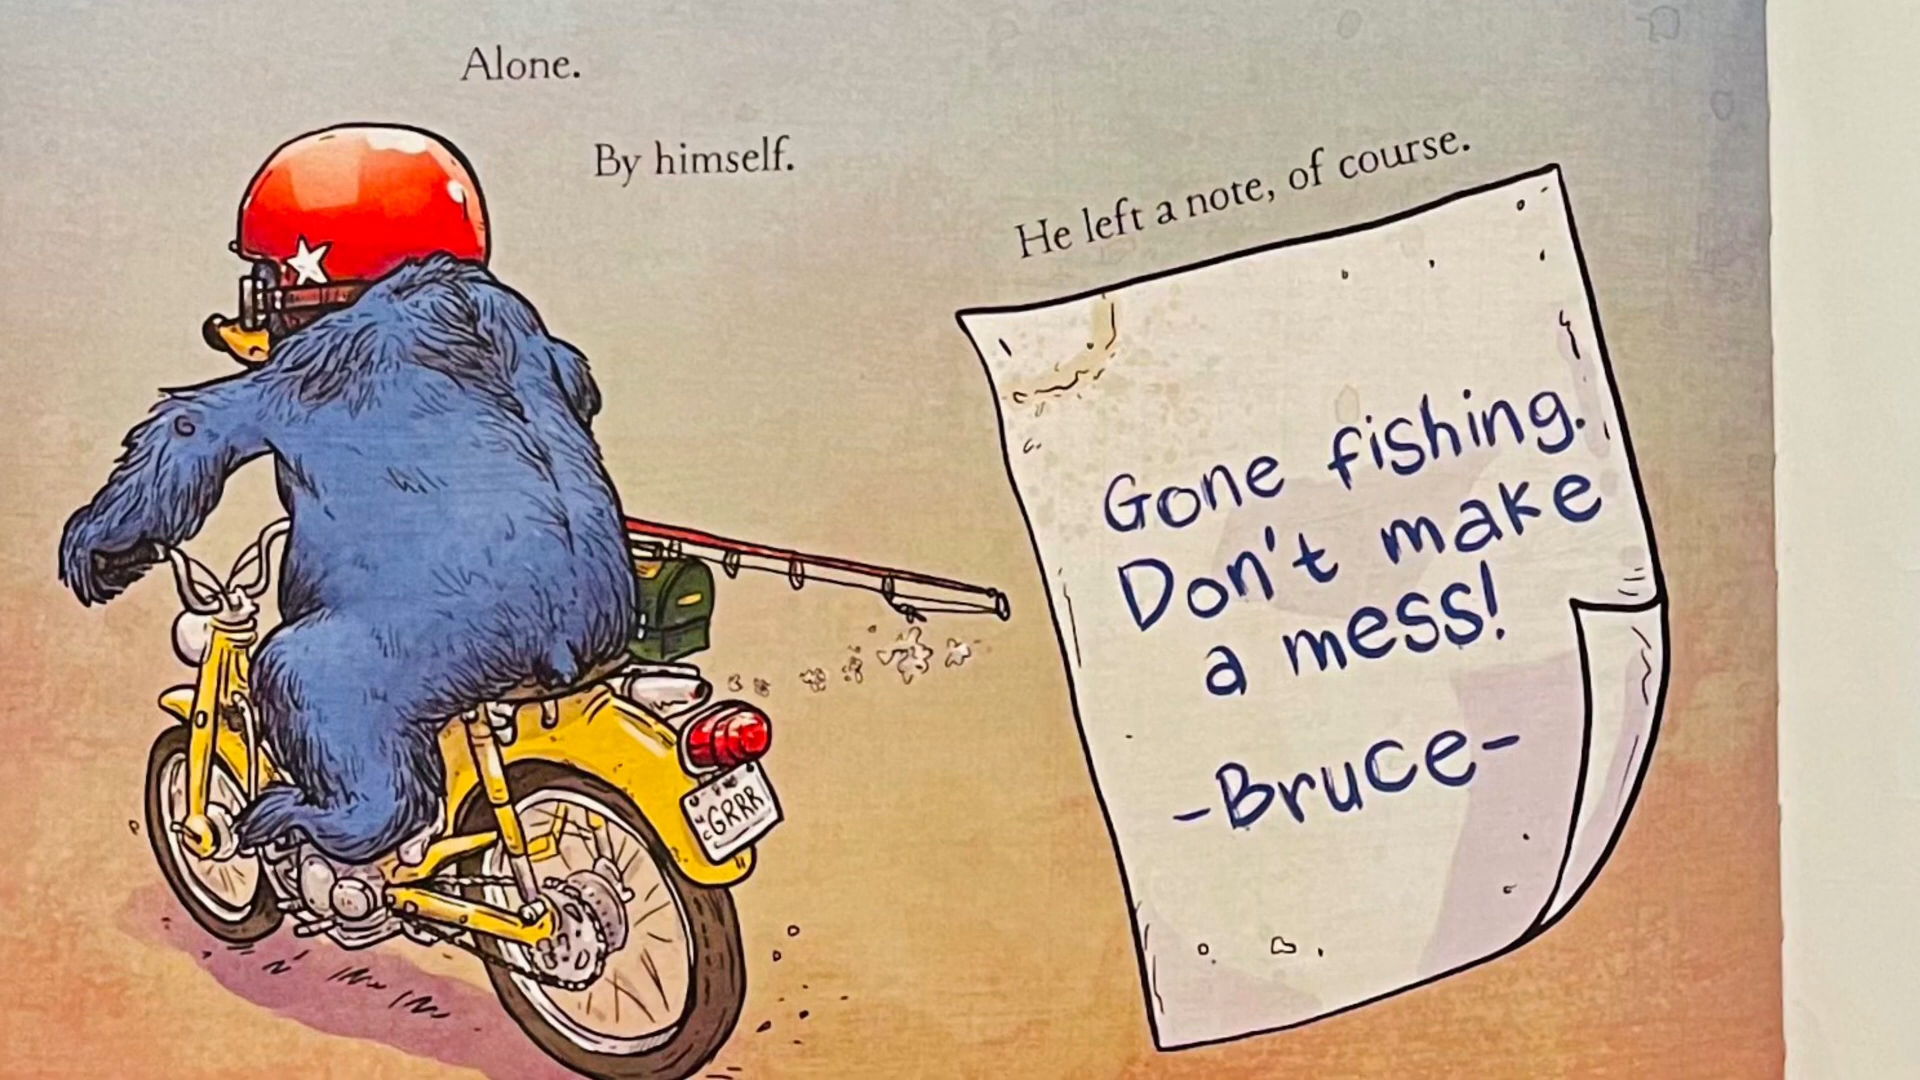 Alone.
By himself.
He left a note, of course.
Gone fishing.
Don't make
a mess!
-Bruce-
GRRR